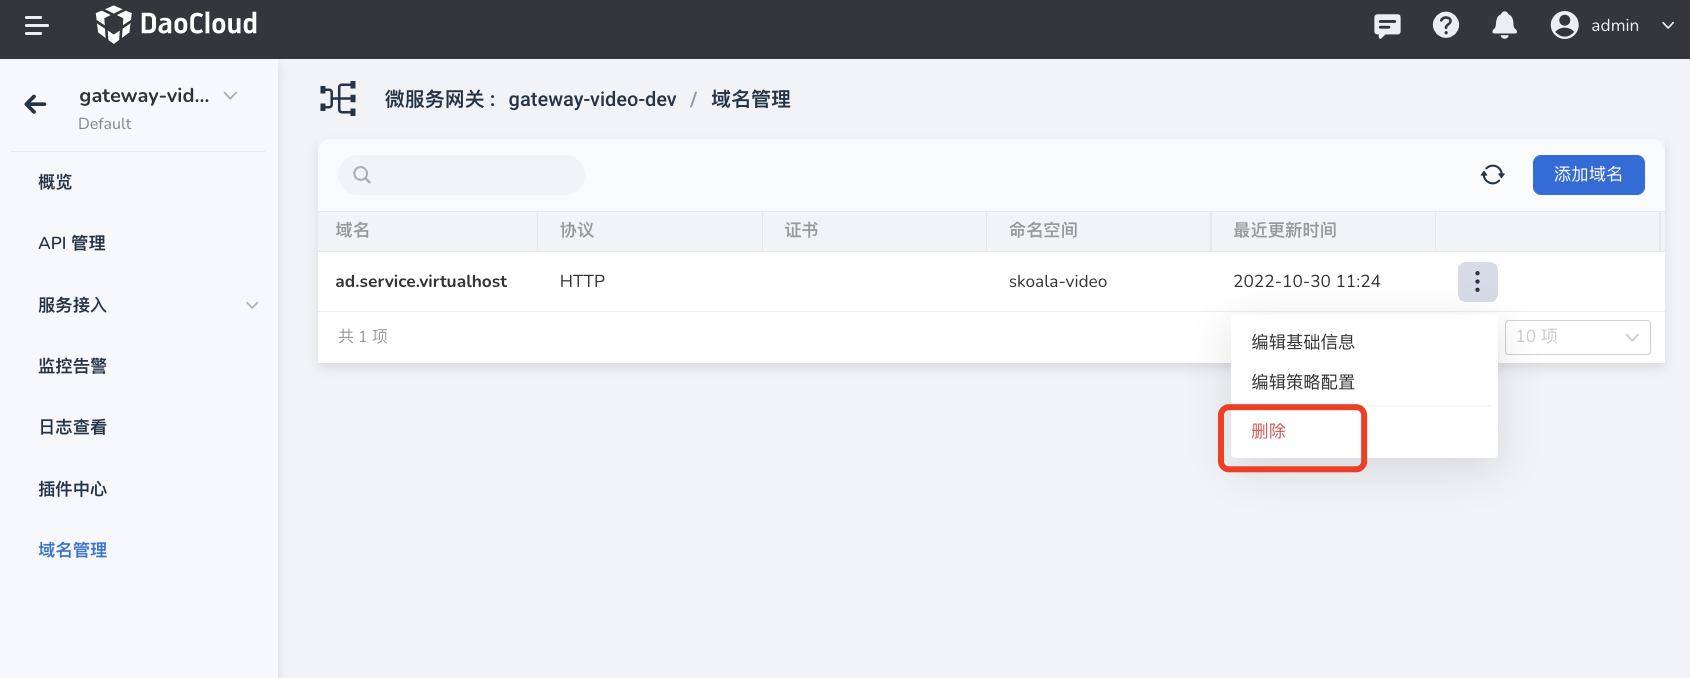 DaoCloud
admin
gateway-vid...
Default
概览
API 管理
服务接入
监控告警
日志查看
插件中心
域名管理
微服务网关： gateway-video-dev / 域名管理
添加域名
域名 协议 证书 命名空间 最近更新时间
ad.service.virtualhost HTTP skoala-video 2022-10-30 11:24
共 1 项
10 项
编辑基础信息
编辑策略配置
删除